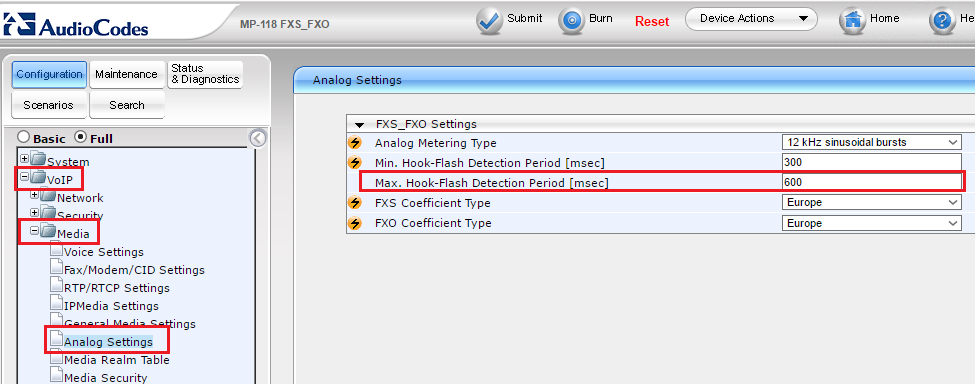 AudioCodes
MP-118 FXS_FXO
Submit
Burn
Reset
Device Actions
Home
He
Configuration
Maintenance
Status
& Diagnostics
Scenarios
Search
Basic
Full
System
VoIP
Network
Security
Media
Voice Settings
Fax/Modem/CID Settings
RTP/RTCP Settings
IPMedia Settings
General Media Settings
Analog Settings
Media Realm Table
Media Security
Analog Settings
FXS_FXO Settings
Analog Metering Type 12 kHz sinusoidal bursts
Min. Hook-Flash Detection Period [msec] 300
Max. Hook-Flash Detection Period [msec] 600
FXS Coefficient Type Europe
FXO Coefficient Type Europe